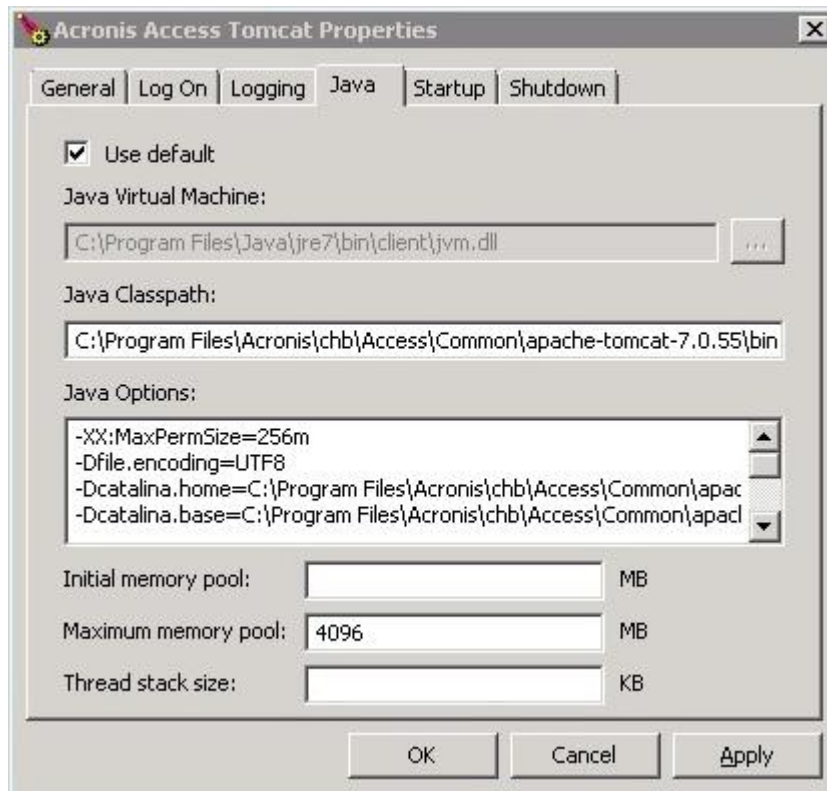 Acronis Access Tomcat Properties
General Log On Logging Java Startup Shutdown
Use default
Java Virtual Machine:
C:\Program Files\Java\jre7\bin\client\jvm.dll ...
Java Classpath:
C:\Program Files\Acronis\chb\Access\Common\apache-tomcat-7.0.55\bin
Java Options:
-XX:MaxPermSize=256m
-Dfile.encoding=UTF8
-Dcatalina.home=C:\Program Files\Acronis\chb\Access\Common\apac
-Dcatalina.base=C:\Program Files\Acronis\chb\Access\Common\apac
Initial memory pool: MB
Maximum memory pool: 4096 MB
Thread stack size: KB
OK Cancel Apply